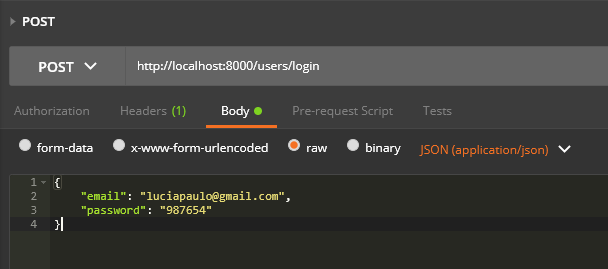 POST
POST http://localhost:8000/users/login
Authorization Headers (1) Body Pre-request Script Tests
form-data x-www-form-urlencoded raw binary JSON (application/json)
1 {
2 "email": "luciapaulo@gmail.com",
3 "password": "987654"
4 }